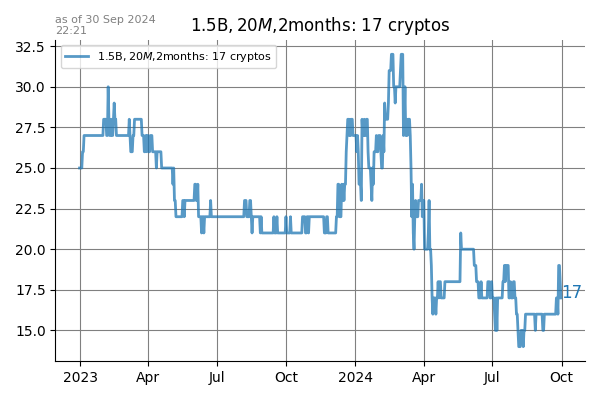 as of 30 Sep 2024
22:21
1.5B, 20M,2months: 17 cryptos
1.5B, 20M,2months: 17 cryptos
32.5
30.0
27.5
25.0
22.5
20.0
17.5
15.0
17
2023
Apr
Jul
Oct
2024
Apr
Jul
Oct